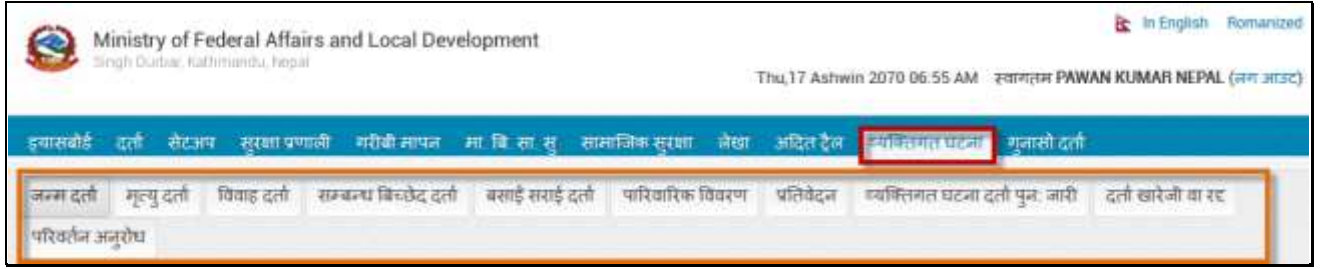 In English Romanized
Ministry of Federal Affairs and Local Development
Singh Durbar, Kathmandu, Nepal
Thu,17 Ashwin 2070 06:55 AM स्वागतम PAWAN KUMAR NEPAL (लग आउट)
ड्यासबोर्ड दर्ता सेटअप सुरक्षा प्रणाली गरीबी मापन मा. बि. सा. सु. सामाजिक सुरक्षा लेखा अदित ट्रेल व्यक्तिगत घटना गुनासो दर्ता
जन्म दर्ता मृत्यु दर्ता विवाह दर्ता सम्बन्ध बिच्छेद दर्ता बसाई सराई दर्ता पारिवारिक विवरण प्रतिवेदन व्यक्तिगत घटना दर्ता पुन: जारी दर्ता खारेजी वा रद्द
परिवर्तन अनुरोध